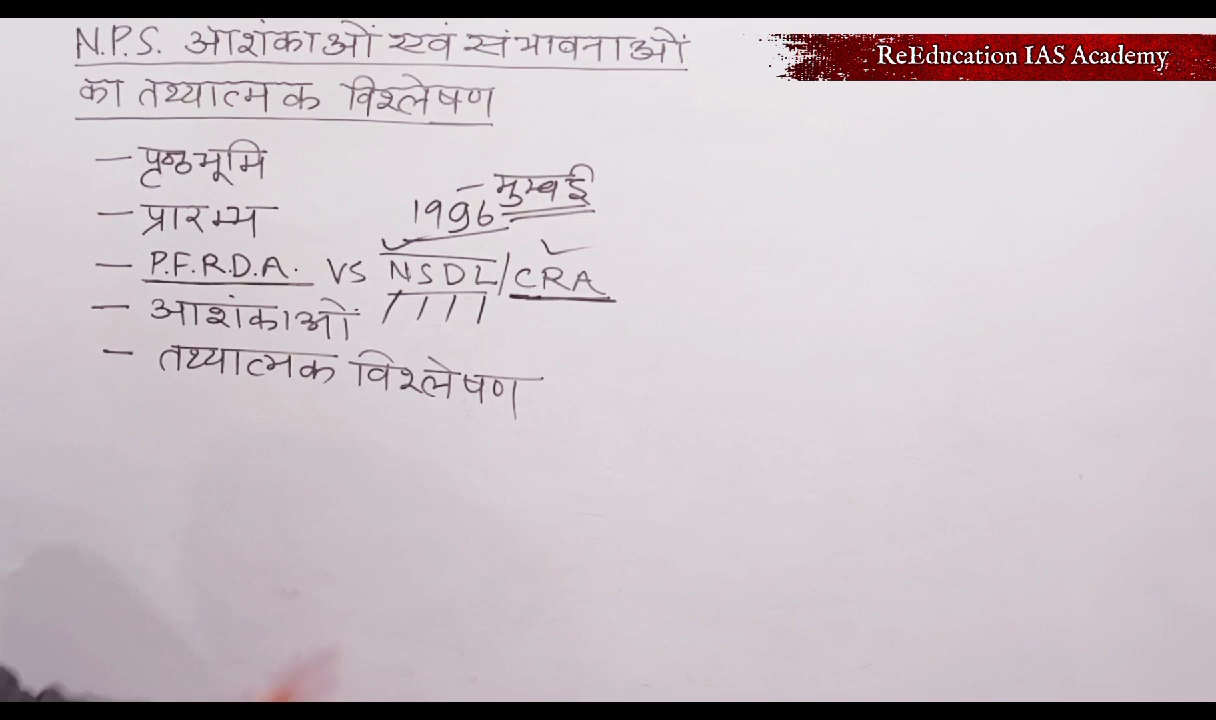 N.P.S. आशंकाओं एवं संभावनाओं
ReEducation IAS Academy
का तथ्यात्मक विश्लेषण
– पृष्ठभूमि
– मुम्बई
– प्रारम्भ 1996
– P.F.R.D.A. VS NSDL/CRA
– आशंकाओं
– तथ्यात्मक विश्लेषण